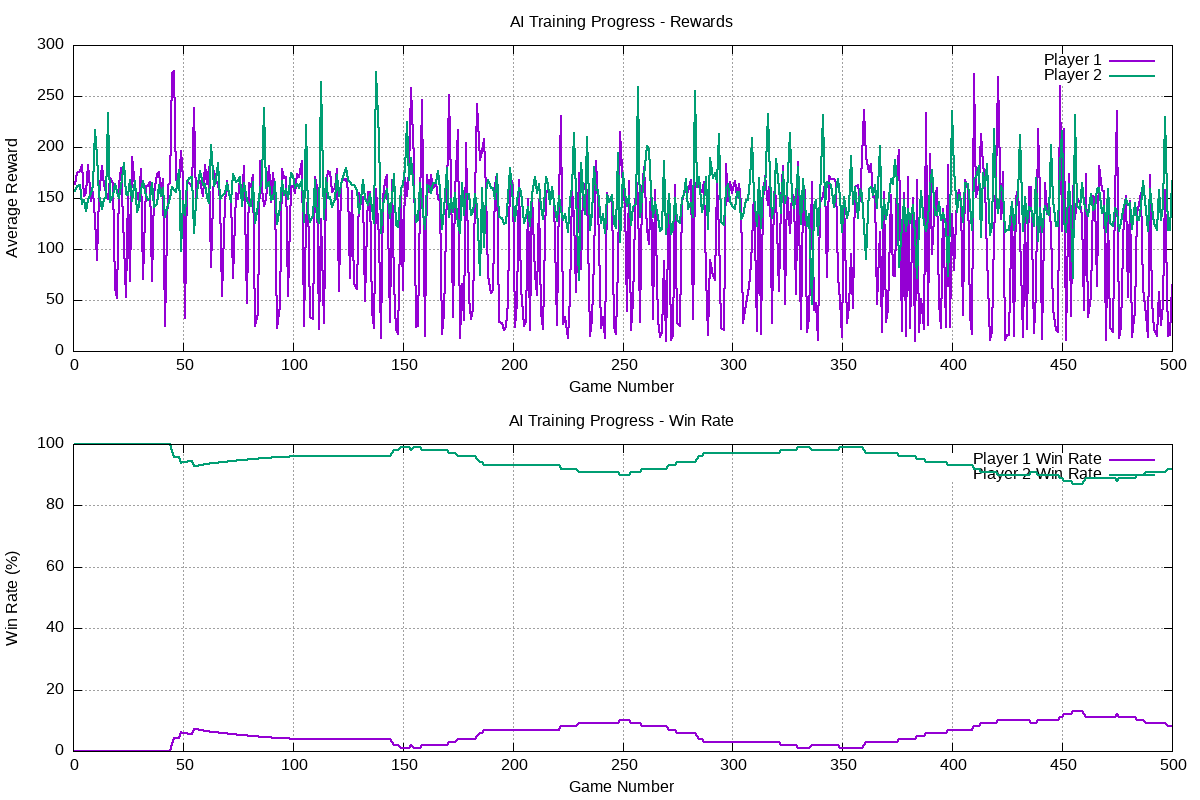 AI Training Progress - Rewards
300
250
200
150
100
50
0
Average Reward
Player 1
Player 2
0 50 100 150 200 250 300 350 400 450 500
Game Number
AI Training Progress - Win Rate
100
80
60
40
20
0
Win Rate (%)
Player 1 Win Rate
Player 2 Win Rate
0 50 100 150 200 250 300 350 400 450 500
Game Number